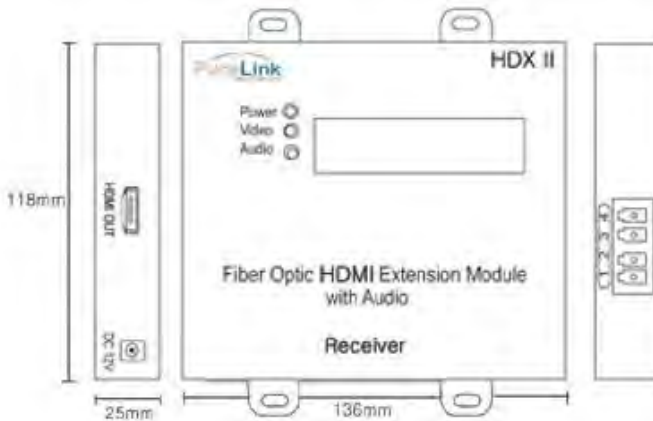 PureLink
HDX II
Power
Video
Audio
118mm
HDMI OUT
DC 12V
Fiber Optic HDMI Extension Module
with Audio
Receiver
1 2 3 4
25mm
136mm